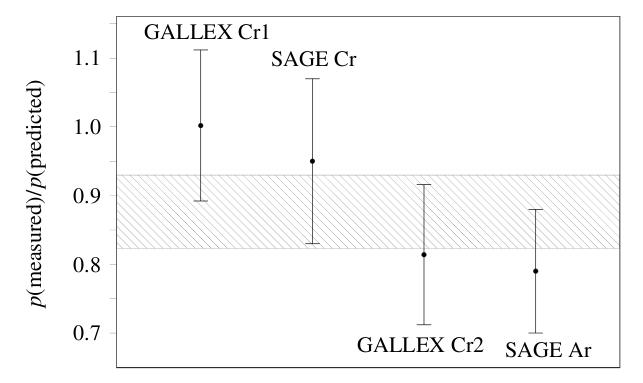 GALLEX Cr1
SAGE Cr
1.1
1.0
0.9
0.8
0.7
p(measured)/p(predicted)
GALLEX Cr2
SAGE Ar